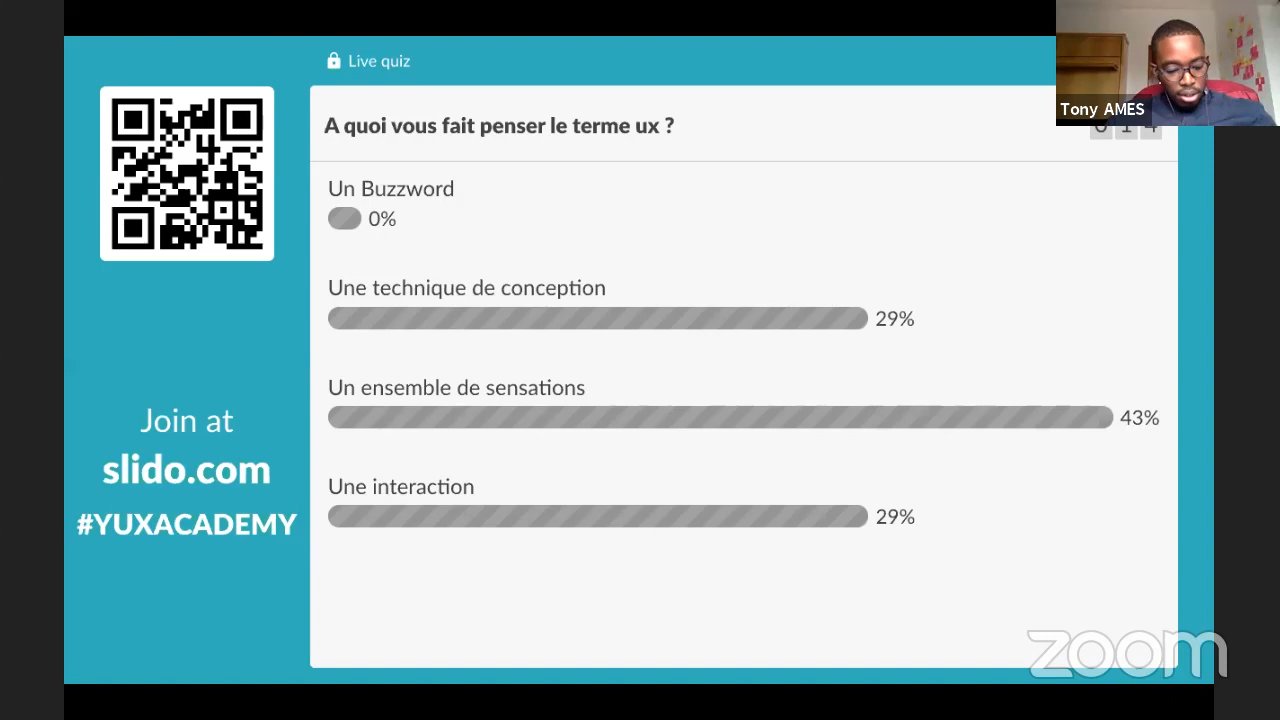 Live quiz
Tony AMES
A quoi vous fait penser le terme ux ?
Un Buzzword
0%
Une technique de conception
29%
Un ensemble de sensations
43%
Une interaction
29%
Join at
slido.com
#YUXACADEMY
zoom